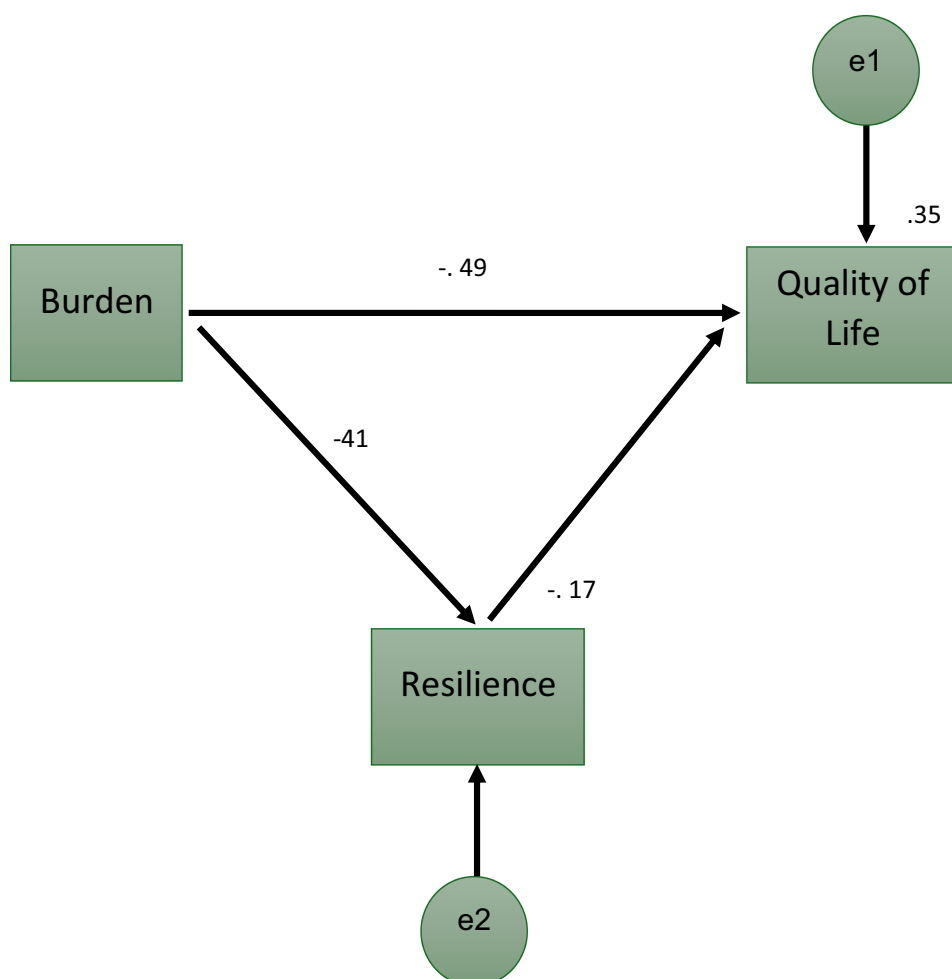 e1
.35
-. 49
Burden
Quality of
Life
-41
-. 17
Resilience
e2